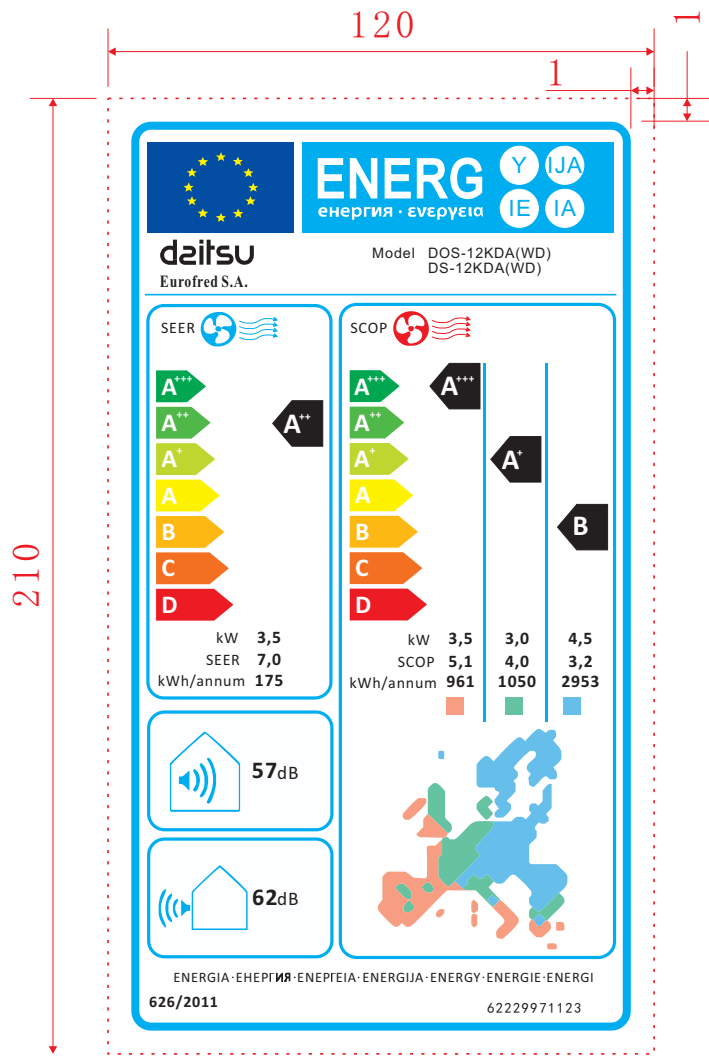 120
1
1
210
ENERG
енергия · ενεργεια
Y IJA
IE IA
daitsu
Eurofred S.A.
Model DOS-12KDA(WD)
DS-12KDA(WD)
SEER
A+++
A++
A+
A
B
C
D
A++
kW 3,5
SEER 7,0
kWh/annum 175
SCOP
A+++
A++
A+
A
B
C
D
A+++
A+
B
kW 3,5 3,0 4,5
SCOP 5,1 4,0 3,2
kWh/annum 961 1050 2953
57dB
62dB
ENERGIA·ЕНЕРГИЯ·ΕΝΕΡΓΕΙΑ·ENERGIJA·ENERGY·ENERGIE·ENERGI
626/2011
62229971123